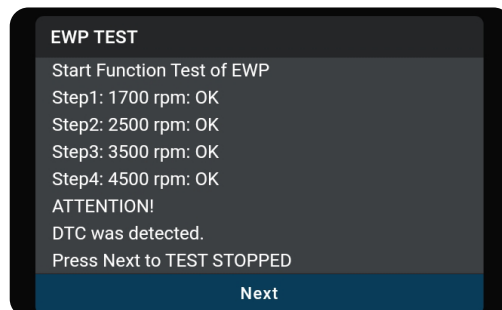 EWP TEST
Start Function Test of EWP
Step1: 1700 rpm: OK
Step2: 2500 rpm: OK
Step3: 3500 rpm: OK
Step4: 4500 rpm: OK
ATTENTION!
DTC was detected.
Press Next to TEST STOPPED
Next